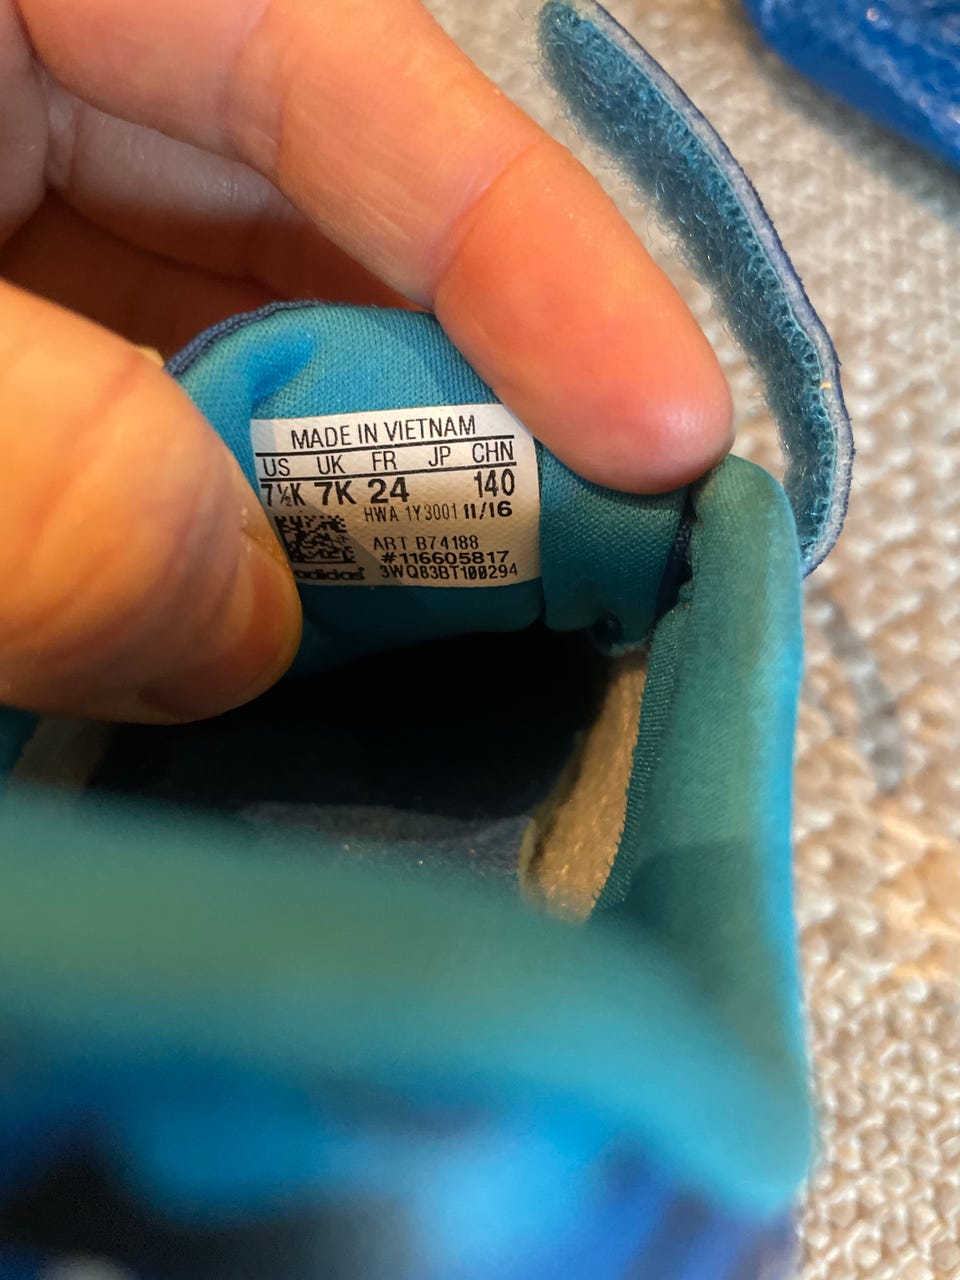 MADE IN VIETNAM
US UK FR JP CHN
7½K 7K 24 140
HWA 1Y3001 11/16
ART B74188
#116605817
adidas® 3WQ83BT100294